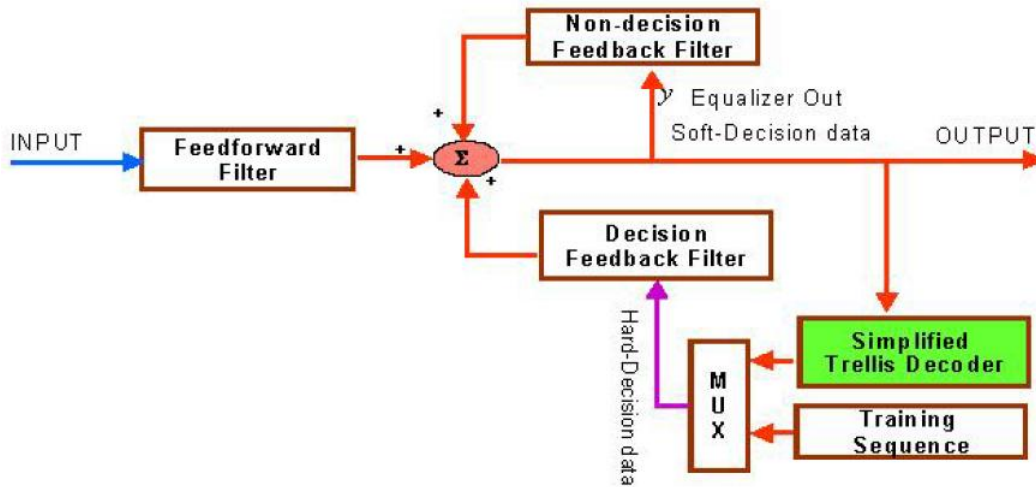 Non-decision
Feedback Filter
y Equalizer Out
Soft-Decision data
INPUT
OUTPUT
Feedforward
Filter
+
+
Σ
+
Decision
Feedback Filter
Hard-Decision data
MUX
Simplified
Trellis Decoder
Training
Sequence